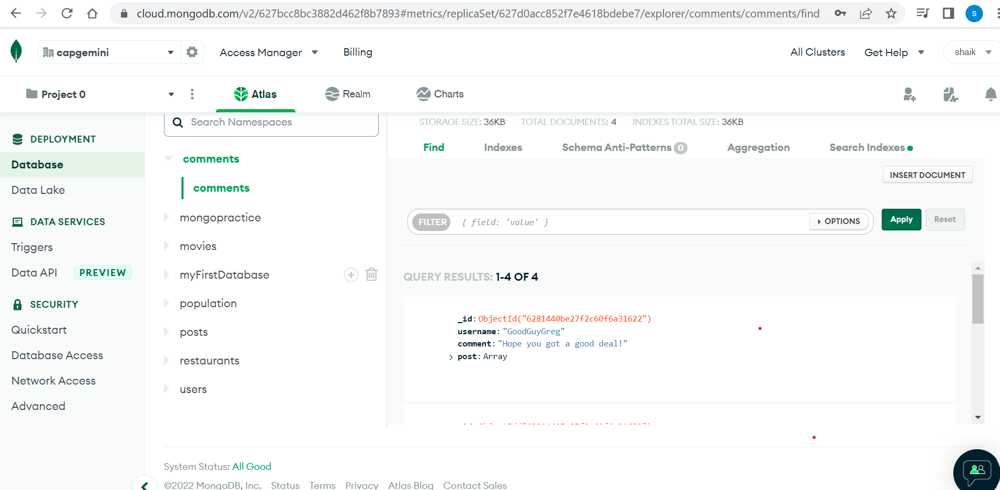 cloud.mongodb.com/v2/627bcc8bc3882d462f8b7893#metrics/replicaSet/627d0acc852f7e4618bdebe7/explorer/comments/comments/find
S
capgemini
Access Manager
Billing
All Clusters
Get Help
shaik
Project 0
Atlas
Realm
Charts
DEPLOYMENT
Database
Data Lake
DATA SERVICES
Triggers
Data API PREVIEW
SECURITY
Quickstart
Database Access
Network Access
Advanced
Search Namespaces
comments
comments
mongopractice
movies
myFirstDatabase
population
posts
restaurants
users
STORAGE SIZE: 36KB TOTAL DOCUMENTS: 4 INDEXES TOTAL SIZE: 36KB
Find Indexes Schema Anti-Patterns 0 Aggregation Search Indexes
INSERT DOCUMENT
FILTER { field: 'value' } OPTIONS Apply Reset
QUERY RESULTS: 1-4 OF 4
_id: ObjectId("6281440be27f2c60f6a31622")
username: "GoodGuyGreg"
comment: "Hope you got a good deal!"
post: Array
System Status: All Good
©2022 MongoDB, Inc. Status Terms Privacy Atlas Blog Contact Sales